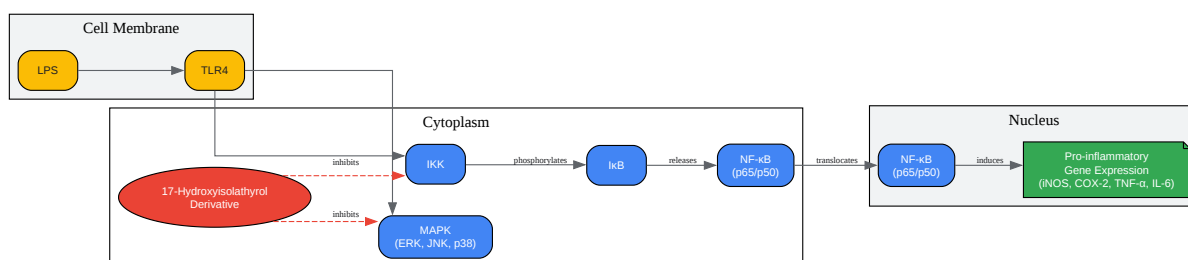 Cell Membrane
LPS
TLR4
Cytoplasm
Nucleus
inhibits
IKK
phosphorylates
IκB
releases
NF-κB
(p65/p50)
translocates
NF-κB
(p65/p50)
induces
Pro-inflammatory
Gene Expression
(iNOS, COX-2, TNF-α, IL-6)
17-Hydroxyisolathyrol
Derivative
inhibits
MAPK
(ERK, JNK, p38)